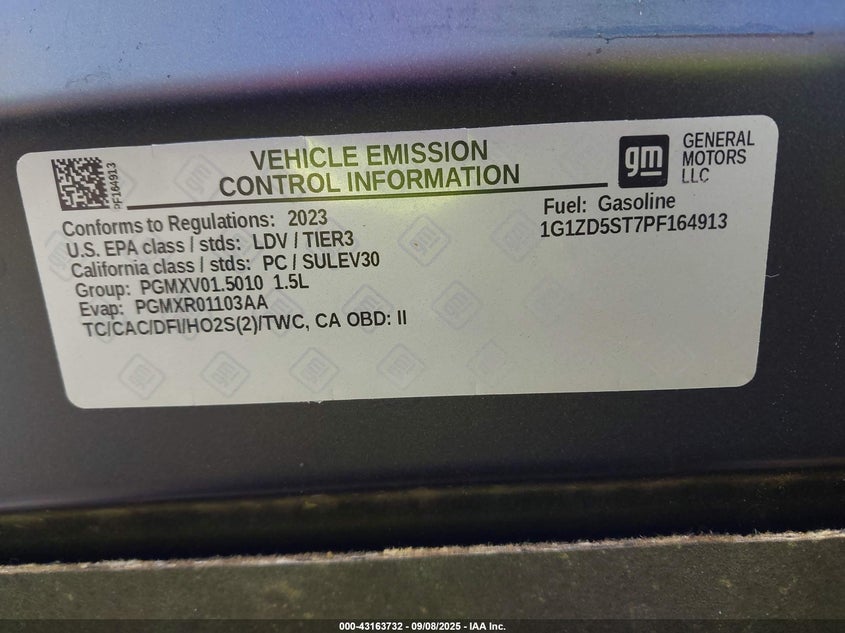 PF164913
VEHICLE EMISSION
CONTROL INFORMATION
gm
GENERAL
MOTORS
LLC
Conforms to Regulations: 2023
U.S. EPA class / stds: LDV / TIER3
California class / stds: PC / SULEV30
Group: PGMXV01.5010 1.5L
Evap: PGMXR01103AA
TC/CAC/DFI/HO2S(2)/TWC, CA OBD: II
Fuel: Gasoline
1G1ZD5ST7PF164913
000-43163732 - 09/08/2025 - IAA Inc.